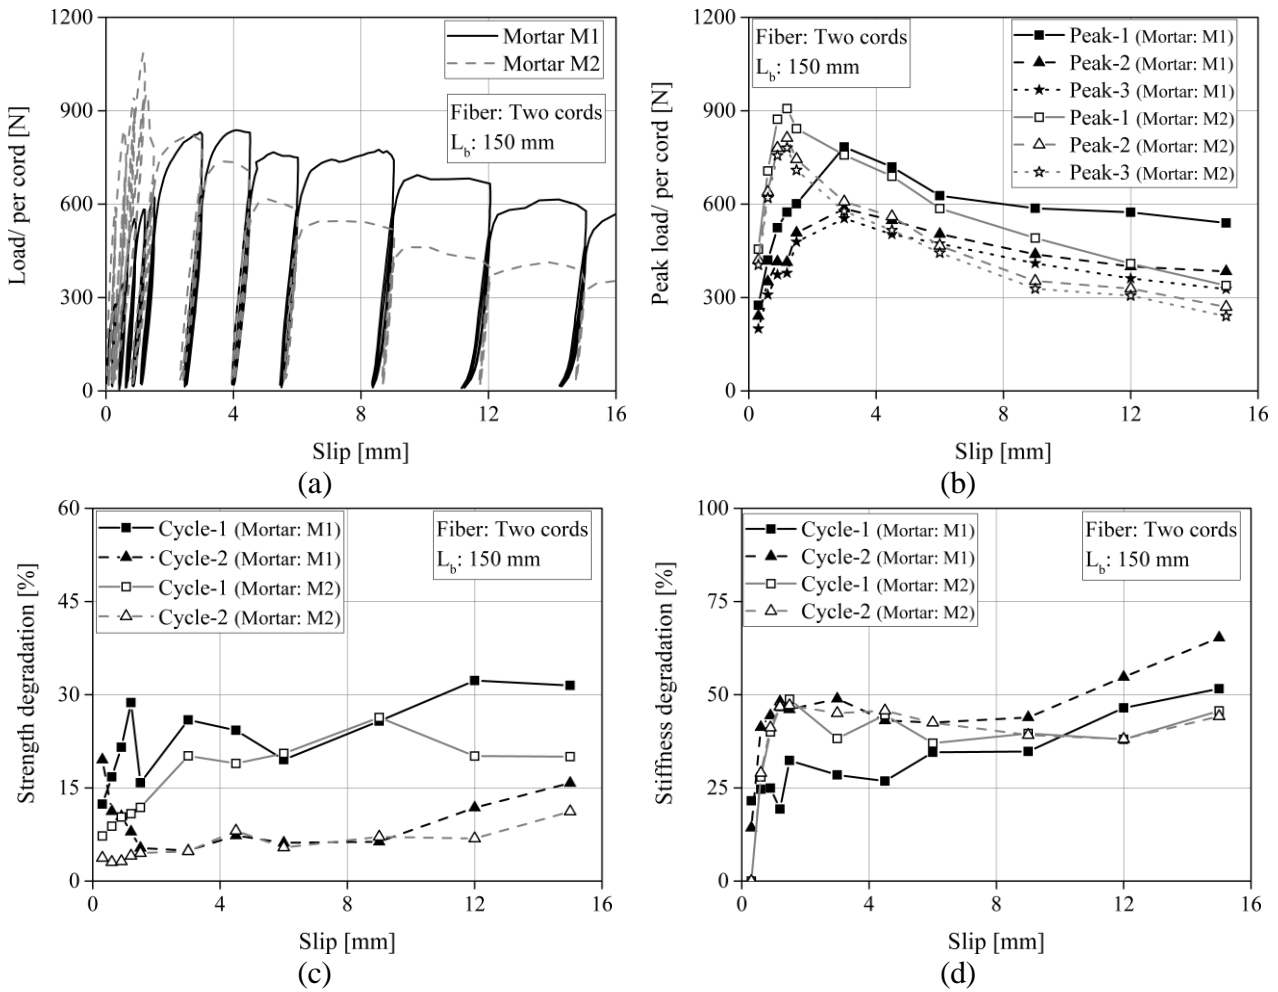 1200
900
600
300
0
Load/ per cord [N]
Mortar M1
Mortar M2
Fiber: Two cords
L_b: 150 mm
0 4 8 12 16
Slip [mm]
(a)
1200
900
600
300
0
Peak load/ per cord [N]
Fiber: Two cords
L_b: 150 mm
Peak-1 (Mortar: M1)
Peak-2 (Mortar: M1)
Peak-3 (Mortar: M1)
Peak-1 (Mortar: M2)
Peak-2 (Mortar: M2)
Peak-3 (Mortar: M2)
0 4 8 12 16
Slip [mm]
(b)
60
45
30
15
0
Strength degradation [%]
Cycle-1 (Mortar: M1)
Cycle-2 (Mortar: M1)
Cycle-1 (Mortar: M2)
Cycle-2 (Mortar: M2)
Fiber: Two cords
L_b: 150 mm
0 4 8 12 16
Slip [mm]
(c)
100
75
50
25
0
Stiffness degradation [%]
Cycle-1 (Mortar: M1)
Cycle-2 (Mortar: M1)
Cycle-1 (Mortar: M2)
Cycle-2 (Mortar: M2)
Fiber: Two cords
L_b: 150 mm
0 4 8 12 16
Slip [mm]
(d)